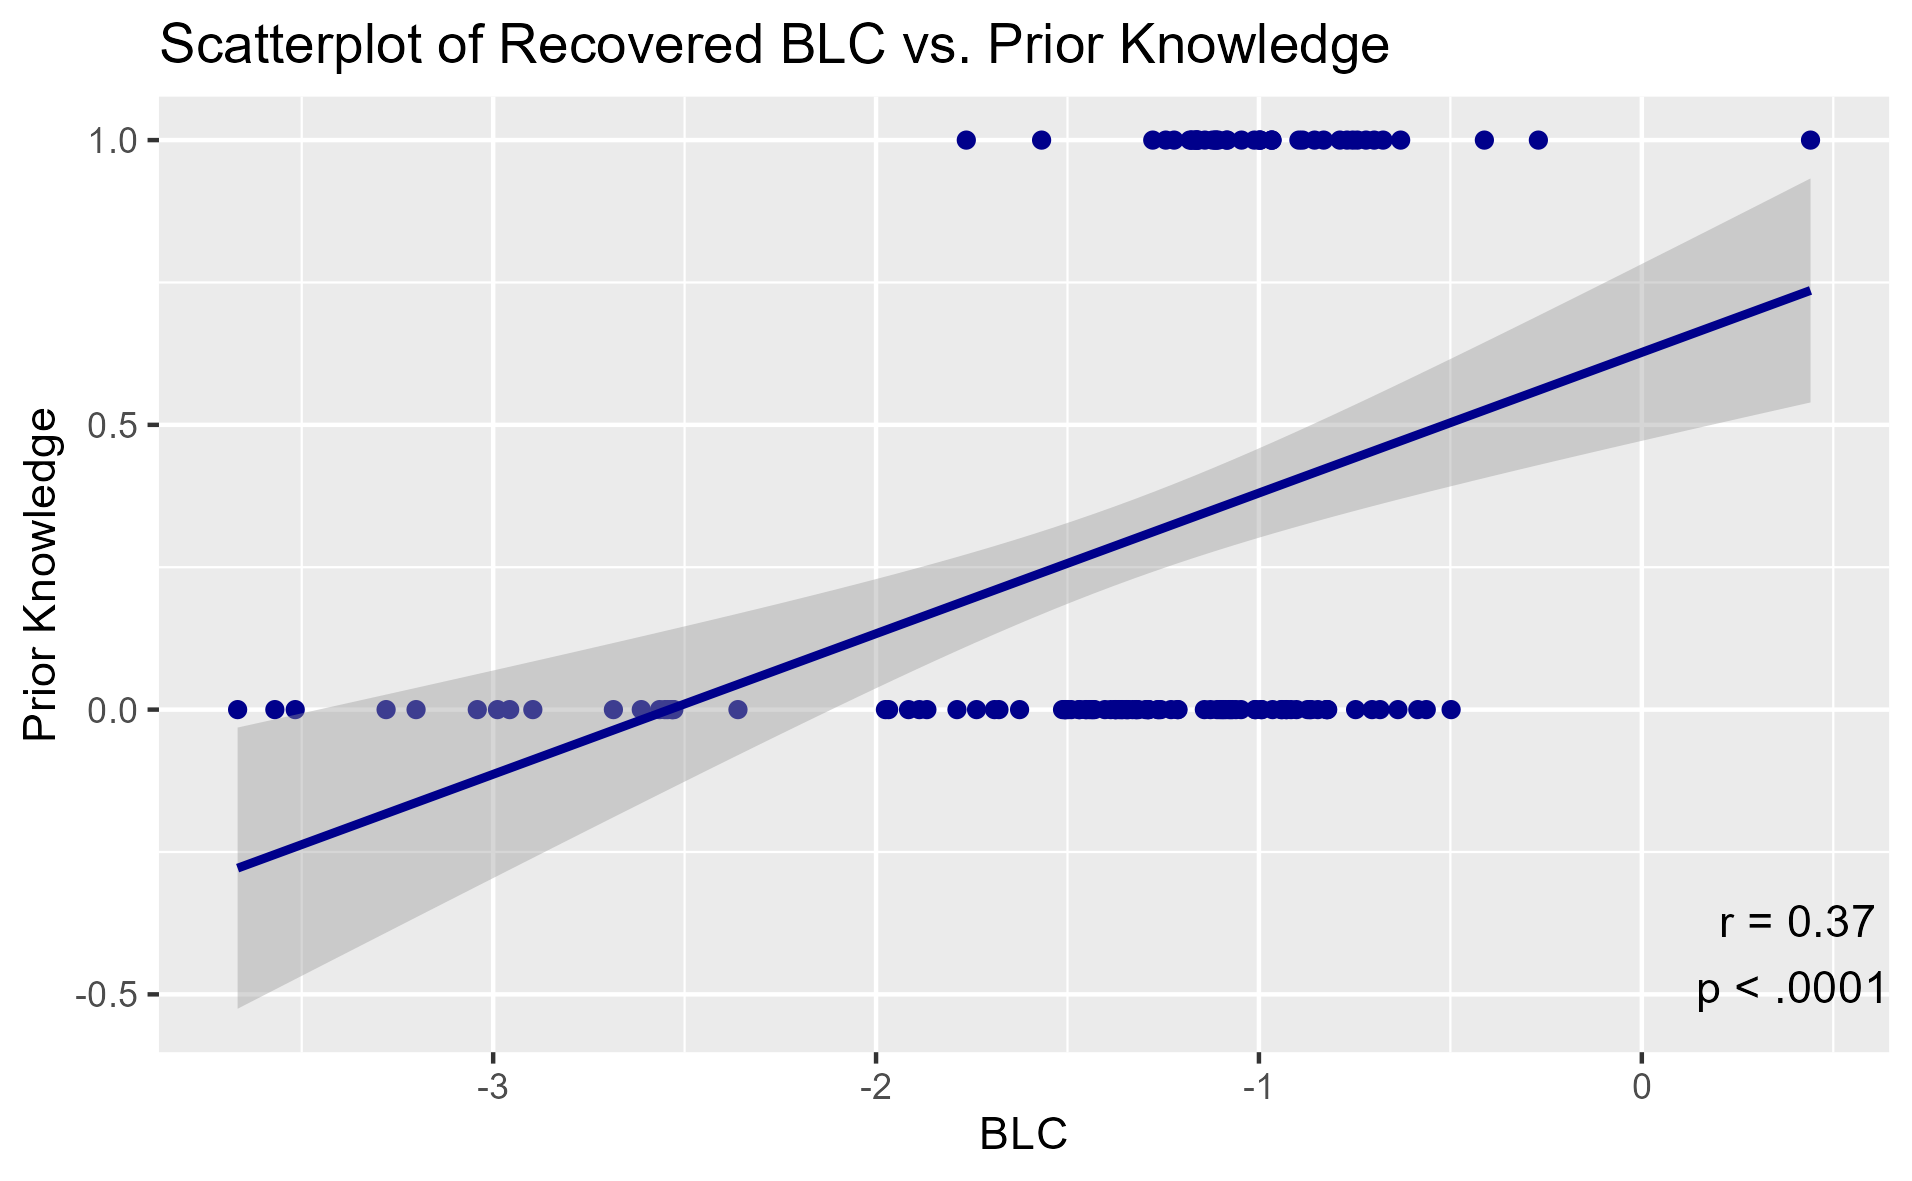 Scatterplot of Recovered BLC vs. Prior Knowledge
1.0
0.5
0.0
-0.5
Prior Knowledge
r = 0.37
p < .0001
-3
-2
-1
0
BLC